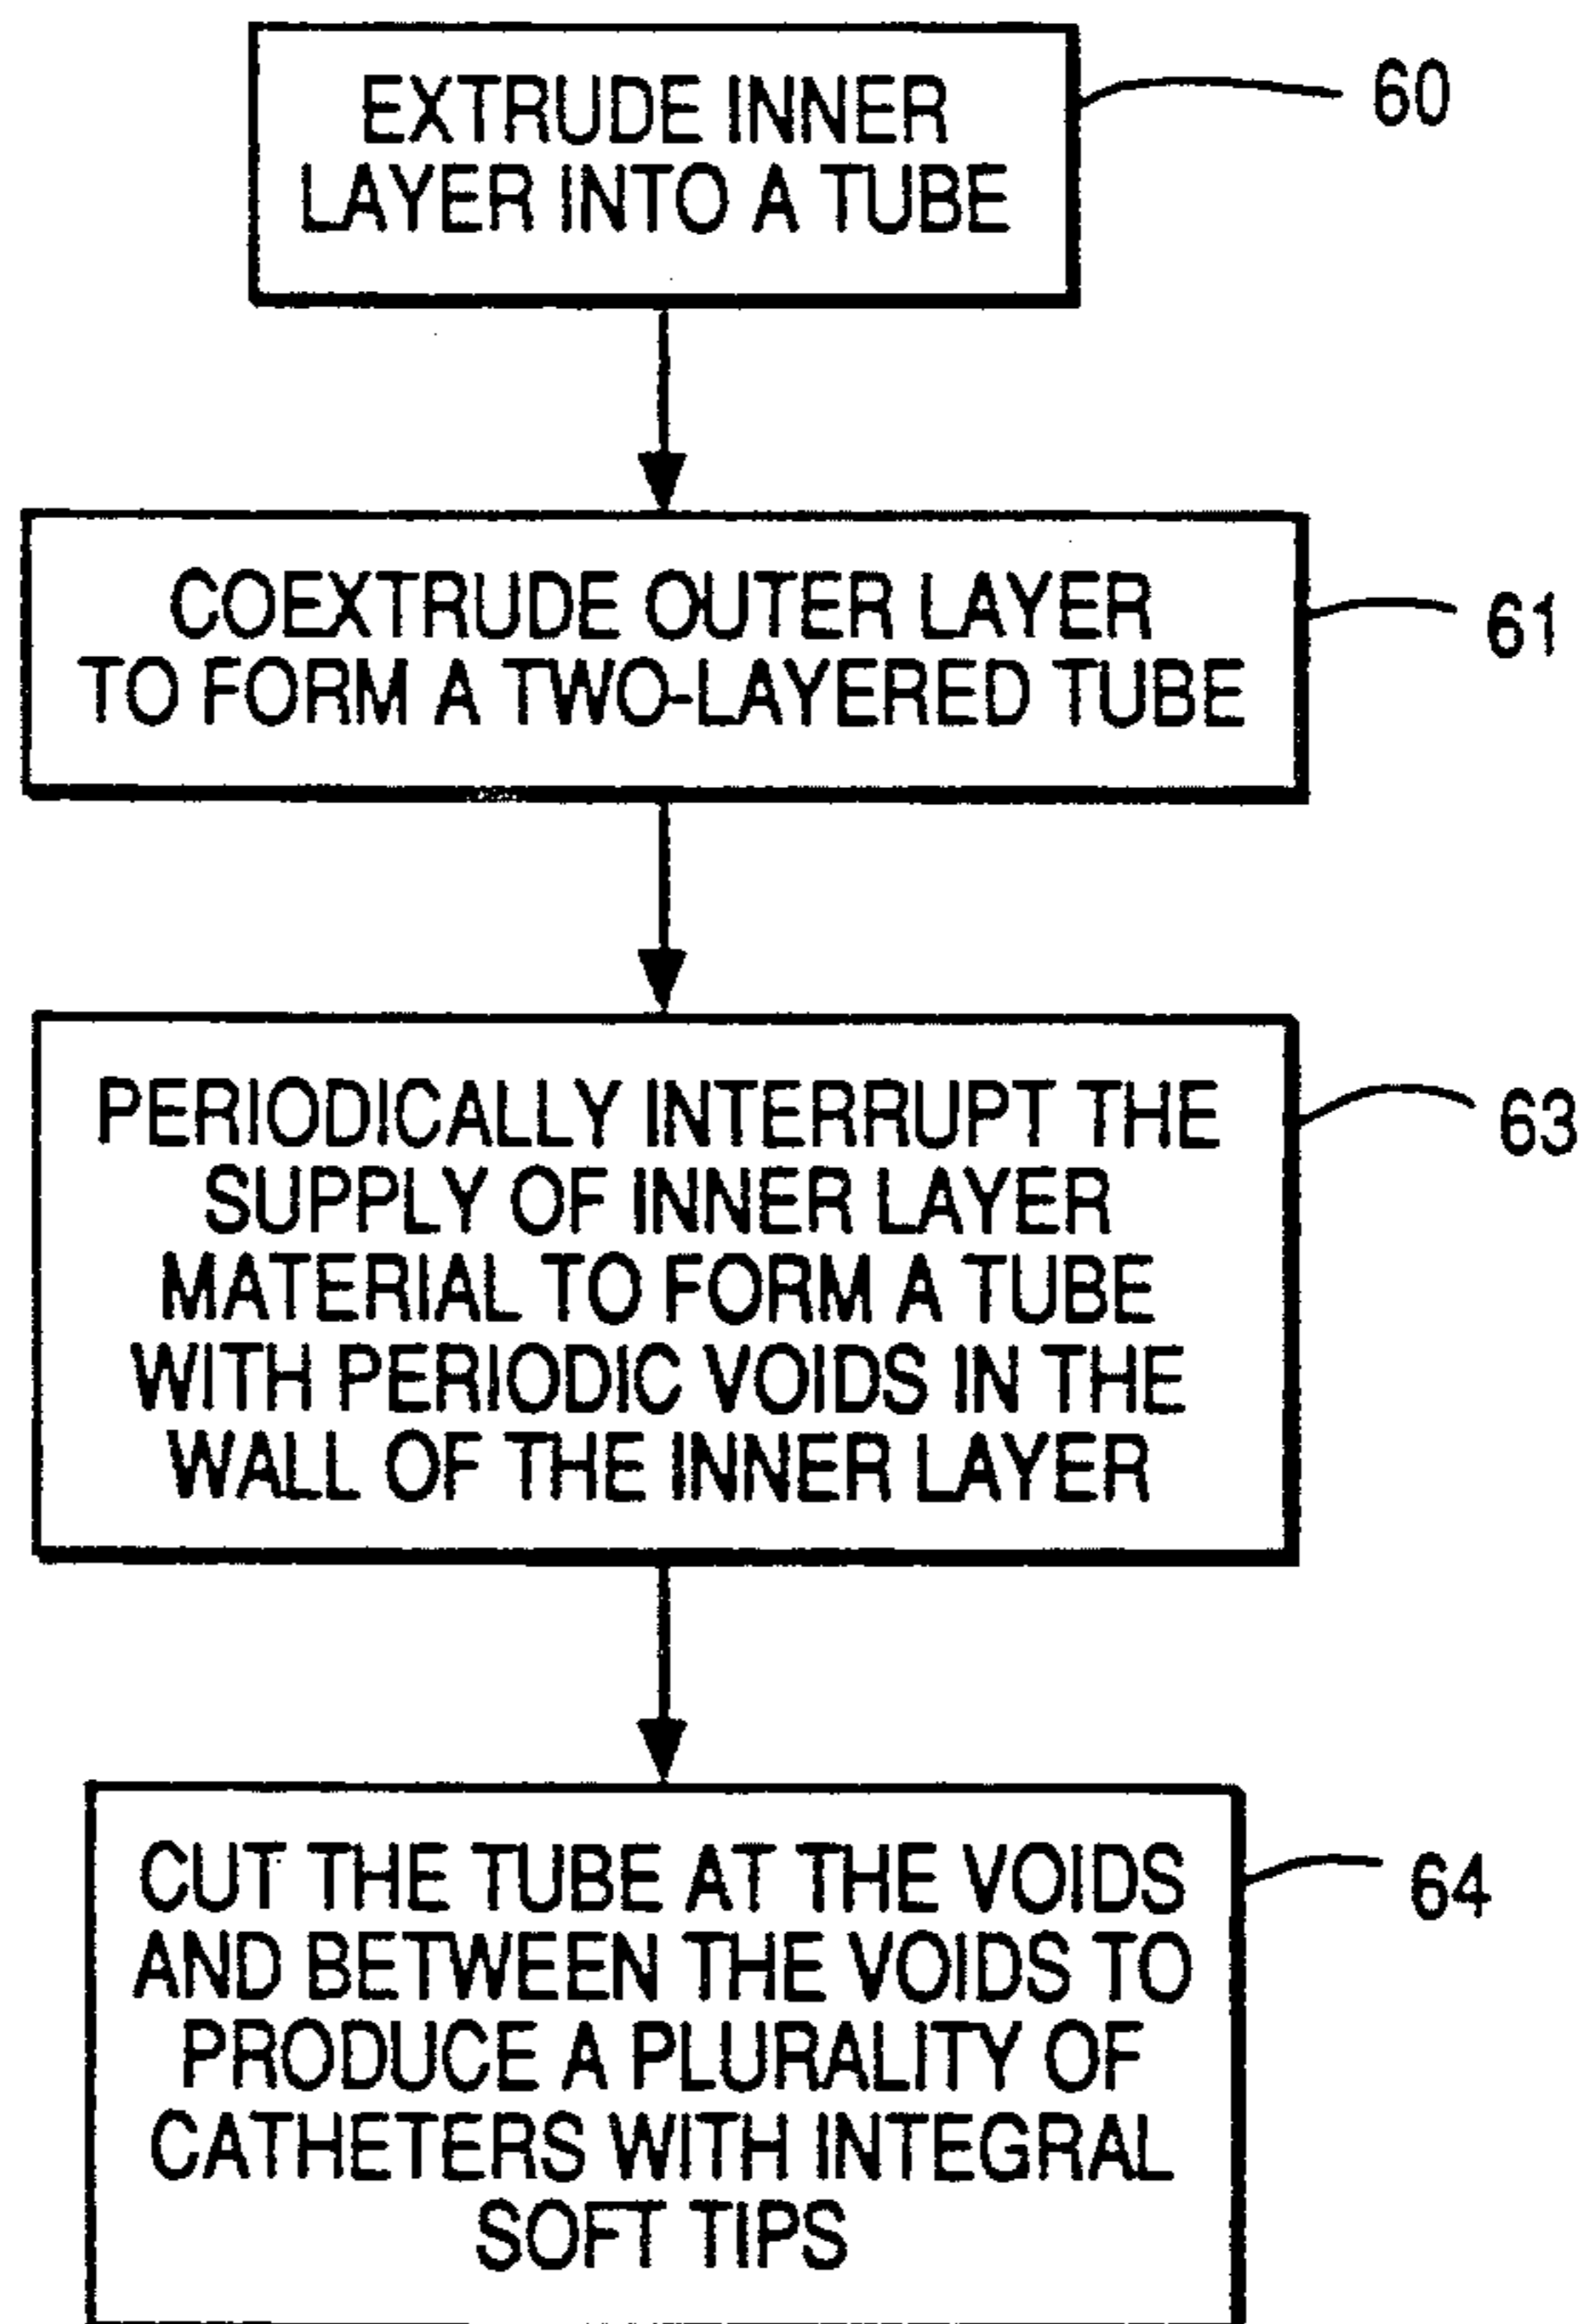 EXTRUDE INNER
LAYER INTO A TUBE
60
COEXTRUDE OUTER LAYER
TO FORM A TWO-LAYERED TUBE
61
PERIODICALLY INTERRUPT THE
SUPPLY OF INNER LAYER
MATERIAL TO FORM A TUBE
WITH PERIODIC VOIDS IN THE
WALL OF THE INNER LAYER
63
CUT THE TUBE AT THE VOIDS
AND BETWEEN THE VOIDS TO
PRODUCE A PLURALITY OF
CATHETERS WITH INTEGRAL
SOFT TIPS
64